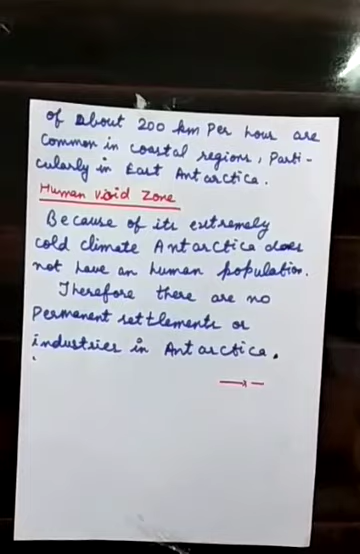 of about 200 km Per hour are
Common in coastal regions, Parti-
cularly in East Antarctica.
Human void Zone
Because of its extremely
cold climate Antarctica does
not have an human population.
Therefore there are no
Permanent settlements or
industries in Antarctica.